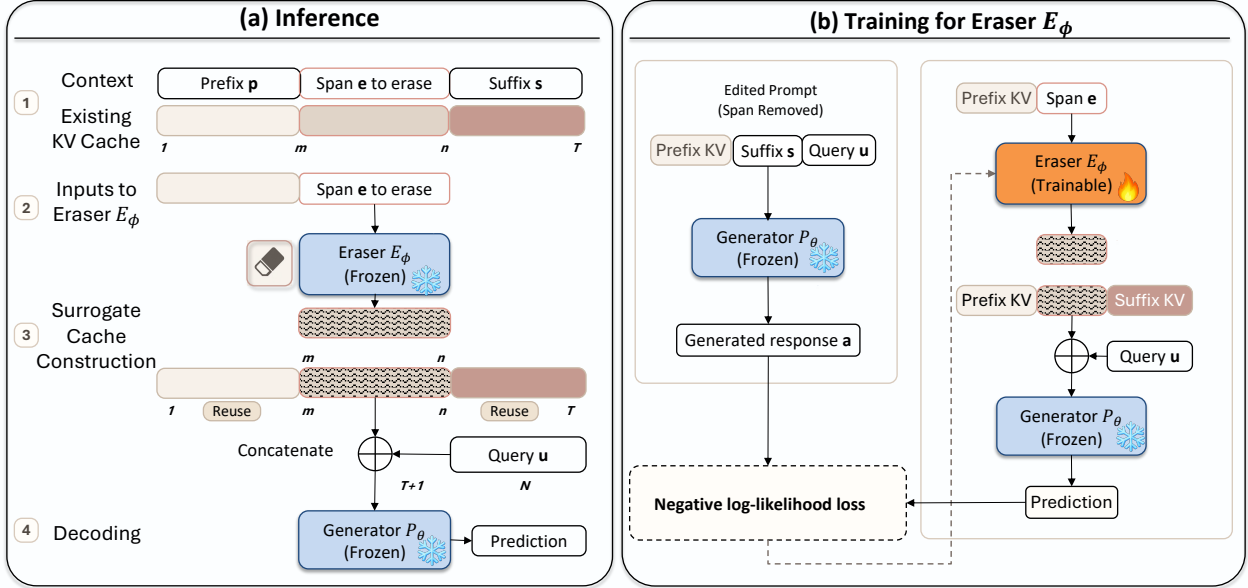 (a) Inference
1
Context
Prefix p
Span e to erase
Suffix s
Existing
KV Cache
1
m
n
T
2
Inputs to
Eraser E_ϕ
Span e to erase
Eraser E_ϕ
(Frozen)
3
Surrogate
Cache
Construction
m
n
1
Reuse
m
n
Reuse
T
Concatenate
Query u
T+1
N
4
Decoding
Generator P_θ
(Frozen)
Prediction
(b) Training for Eraser E_ϕ
Edited Prompt
(Span Removed)
Prefix KV
Suffix s
Query u
Generator P_θ
(Frozen)
Generated response a
Negative log-likelihood loss
Prefix KV
Span e
Eraser E_ϕ
(Trainable)
Prefix KV
Suffix KV
Query u
Generator P_θ
(Frozen)
Prediction